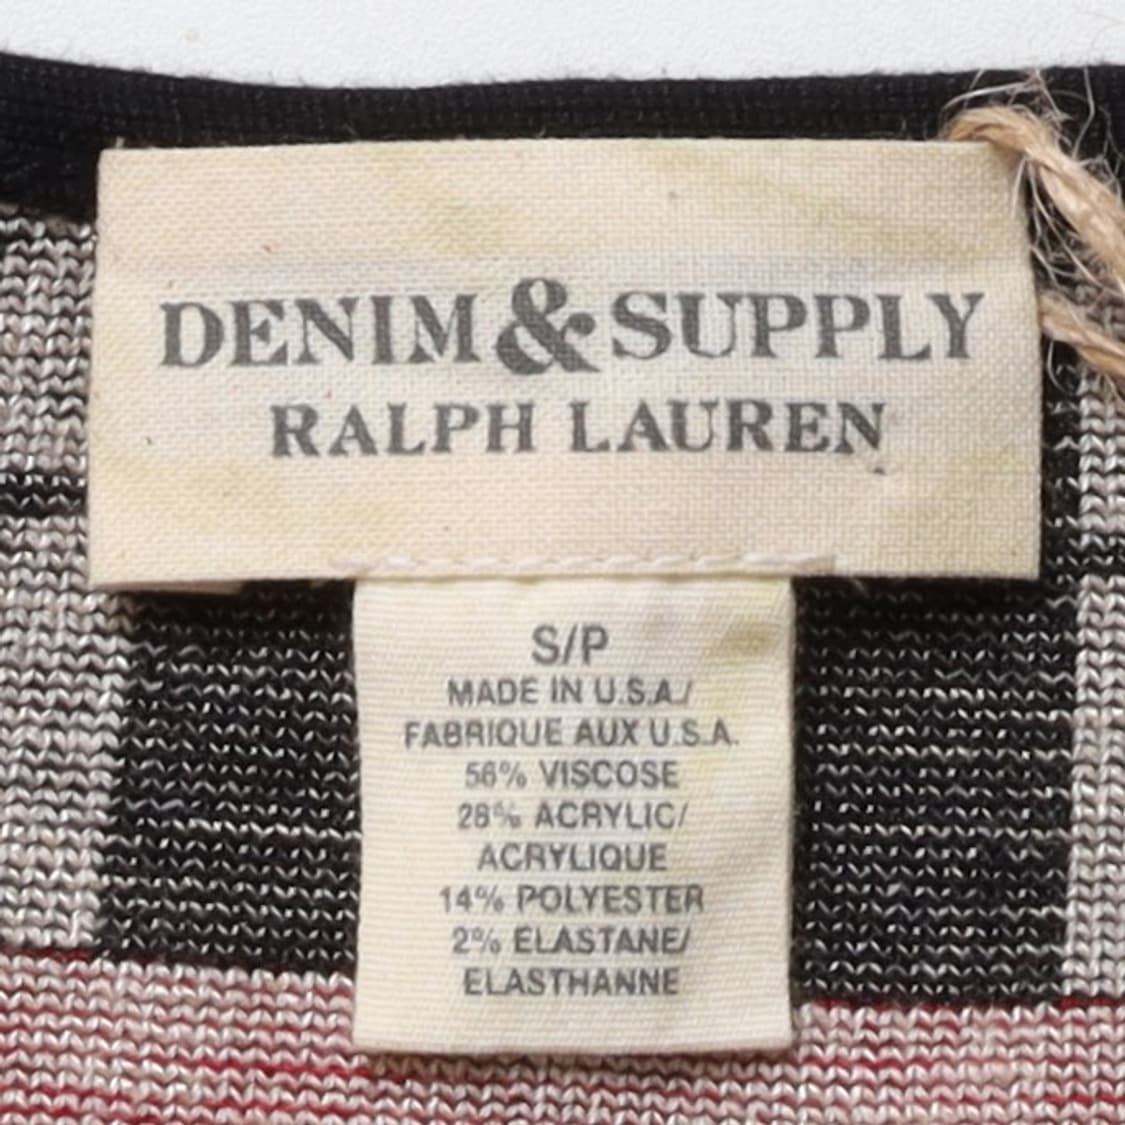 DENIM & SUPPLY
RALPH LAUREN
S/P
MADE IN U.S.A./
FABRIQUE AUX U.S.A.
56% VISCOSE
28% ACRYLIC/
ACRYLIQUE
14% POLYESTER
2% ELASTANE/
ELASTHANNE